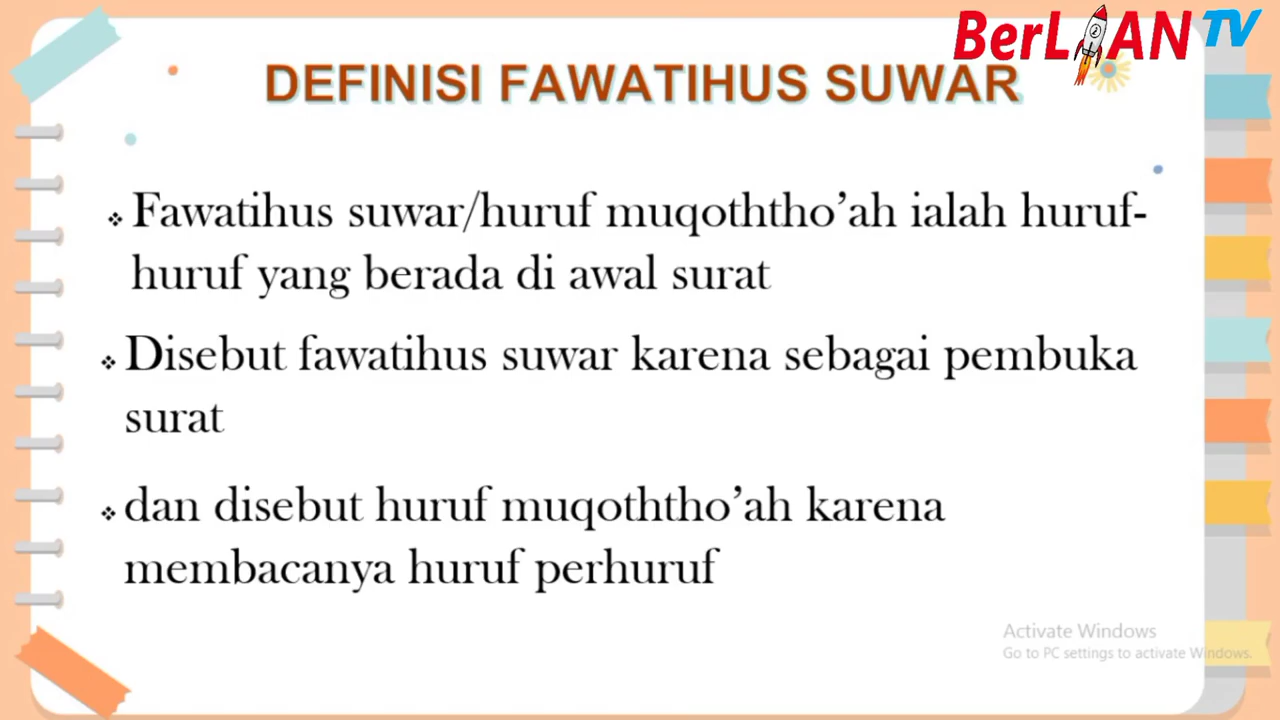 BerLIAN TV
DEFINISI FAWATIHUS SUWAR
❖ Fawatihus suwar/huruf muqoththo’ah ialah huruf-
huruf yang berada di awal surat
❖ Disebut fawatihus suwar karena sebagai pembuka
surat
❖ dan disebut huruf muqoththo’ah karena
membacanya huruf perhuruf
Activate Windows
Go to PC settings to activate Windows.